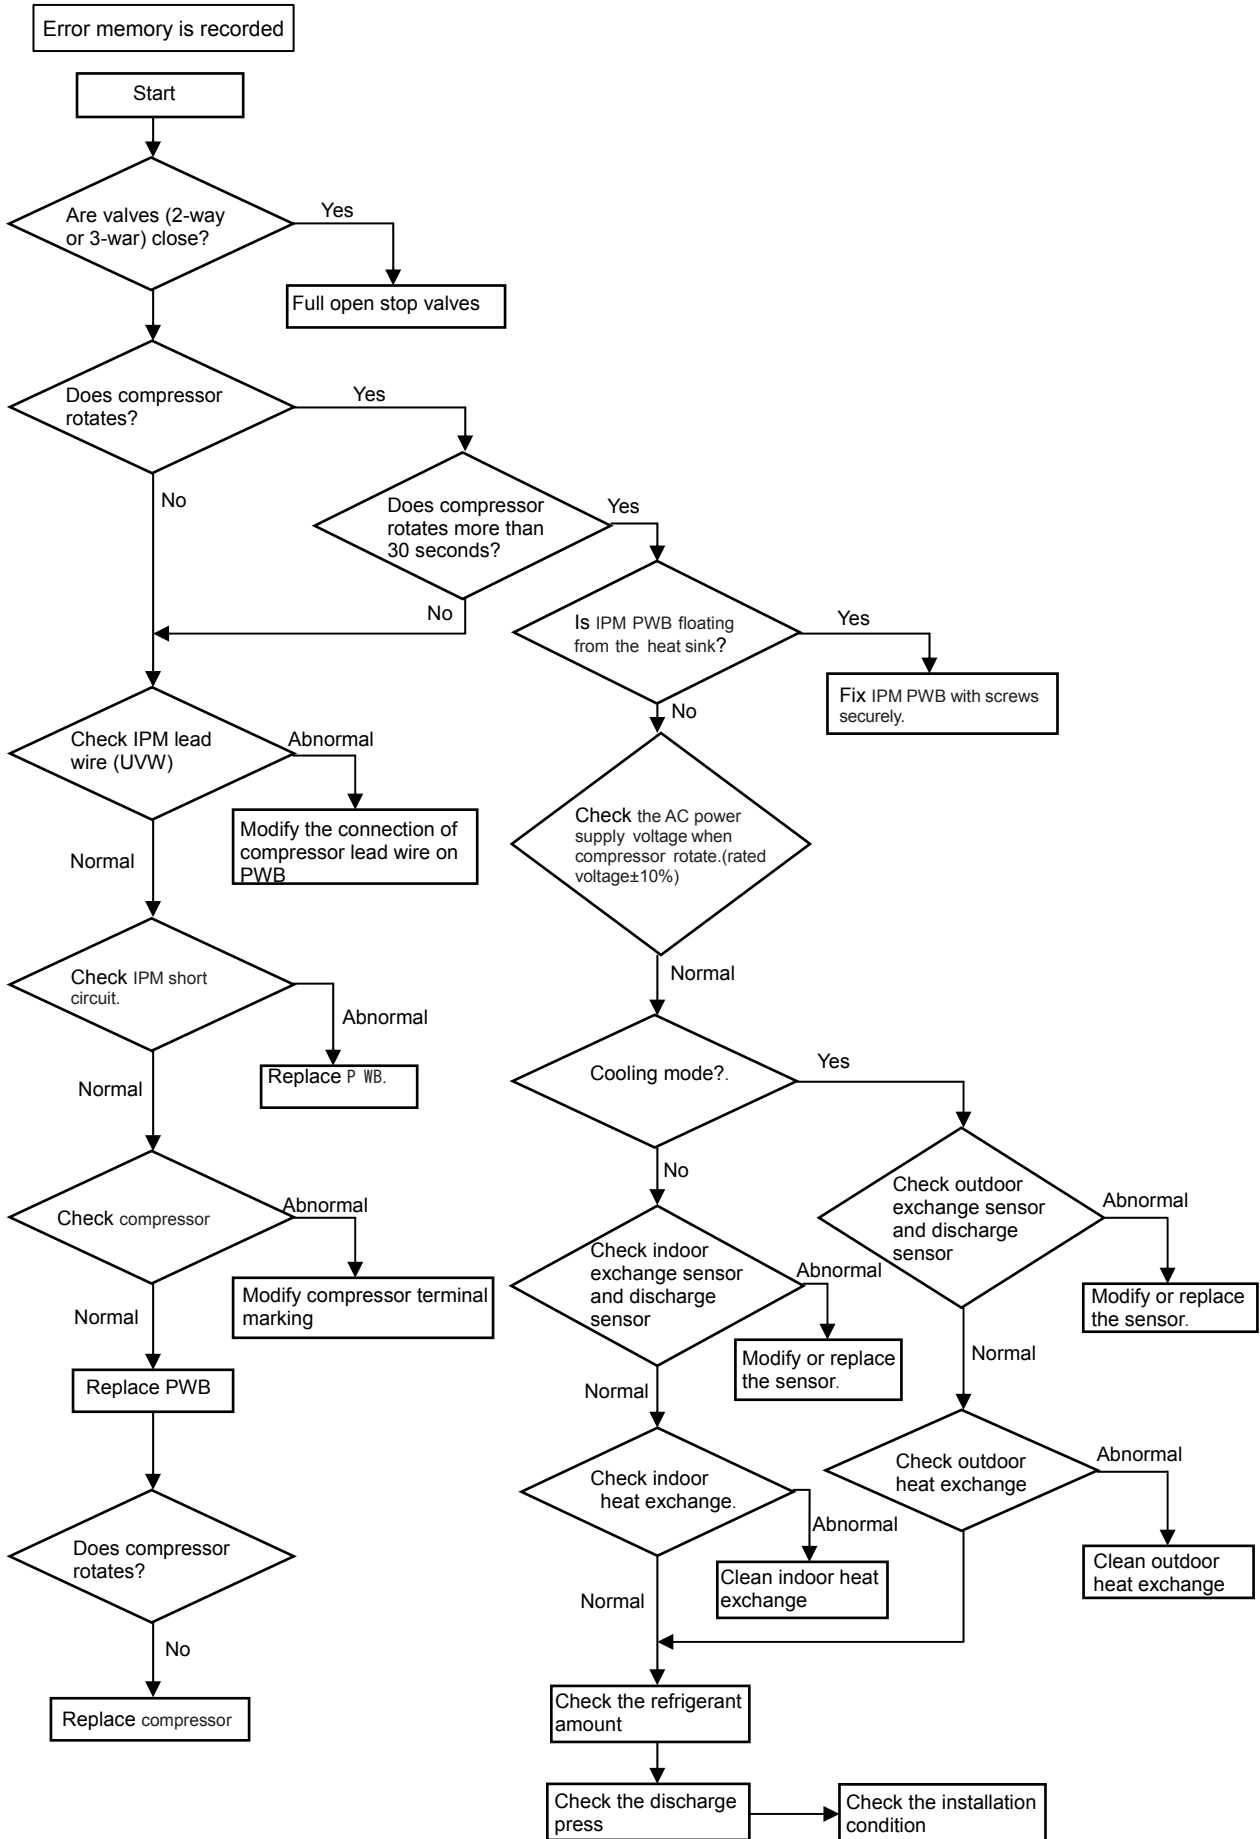 Error memory is recorded
Start
Are valves (2-way
or 3-war) close?
Yes
Full open stop valves
Does compressor
rotates?
Yes
No
Does compressor
rotates more than
30 seconds?
Yes
No
Is IPM PWB floating
from the heat sink?
Yes
Fix IPM PWB with screws
securely.
No
Check IPM lead
wire (UVW)
Abnormal
Modify the connection of
compressor lead wire on
PWB
Normal
Check the AC power
supply voltage when
compressor rotate.(rated
voltage±10%)
Normal
Check IPM short
circuit.
Abnormal
Replace P WB.
Normal
Cooling mode?.
Yes
No
Check compressor
Abnormal
Modify compressor terminal
marking
Normal
Check indoor
exchange sensor
and discharge
sensor
Abnormal
Modify or replace
the sensor.
Normal
Check outdoor
exchange sensor
and discharge
sensor
Abnormal
Modify or replace
the sensor.
Normal
Replace PWB
Check indoor
heat exchange.
Abnormal
Clean indoor heat
exchange
Normal
Check outdoor
heat exchange
Abnormal
Clean outdoor
heat exchange
Does compressor
rotates?
No
Replace compressor
Check the refrigerant
amount
Check the discharge
press
Check the installation
condition